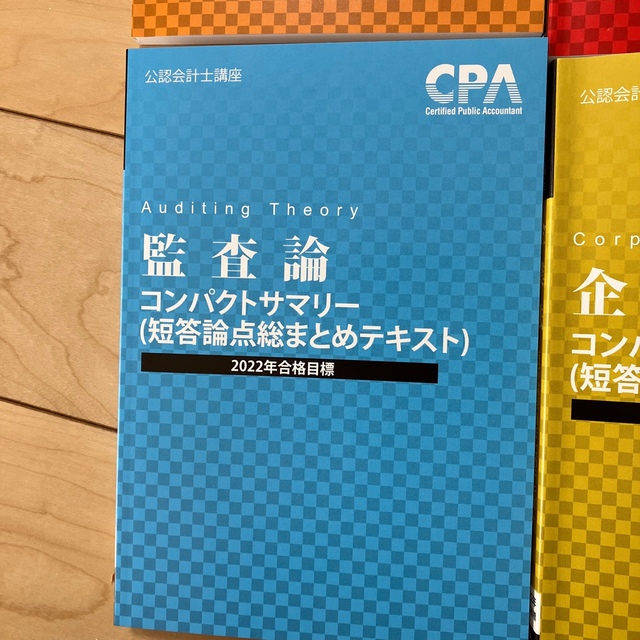 公認会計士講座
CPA
Certified Public Accountant
Auditing Theory
監査論
コンパクトサマリー
(短答論点総まとめテキスト)
2022年合格目標
公認会計
Corp
企
コンパ
(短答